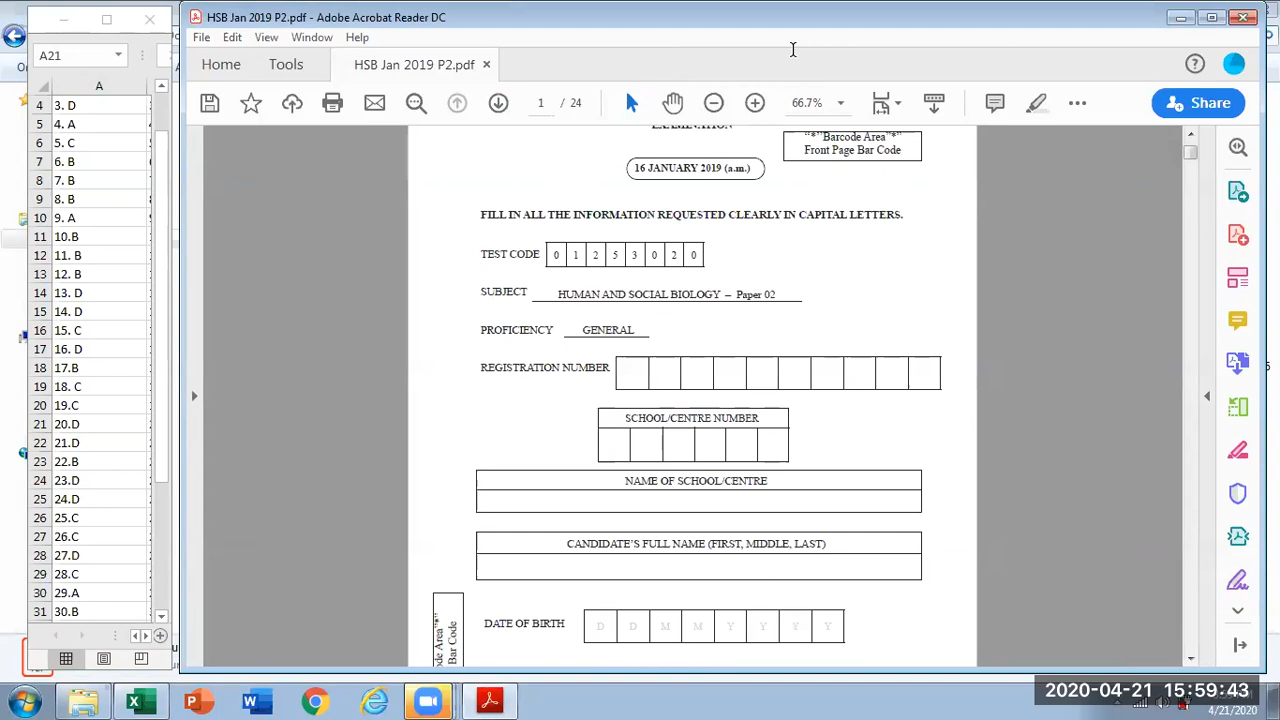 HSB Jan 2019 P2.pdf - Adobe Acrobat Reader DC
File Edit View Window Help
Home Tools HSB Jan 2019 P2.pdf ×
1 / 24 66.7% Share
A21
A
4 3. D
5 4. A
6 5. C
7 6. B
8 7. B
9 8. B
10 9. A
11 10.B
12 11. B
13 12. B
14 13. D
15 14. D
16 15. C
17 16. D
18 17.B
19 18. C
20 19.C
21 20.D
22 21.D
23 22.B
24 23.D
25 24.D
26 25.C
27 26.C
28 27.D
29 28.C
30 29.A
31 30.B
EXAMINATION
"*"Barcode Area"*"
Front Page Bar Code
16 JANUARY 2019 (a.m.)
FILL IN ALL THE INFORMATION REQUESTED CLEARLY IN CAPITAL LETTERS.
TEST CODE 0 1 2 5 3 0 2 0
SUBJECT HUMAN AND SOCIAL BIOLOGY – Paper 02
PROFICIENCY GENERAL
REGISTRATION NUMBER
SCHOOL/CENTRE NUMBER
NAME OF SCHOOL/CENTRE
CANDIDATE'S FULL NAME (FIRST, MIDDLE, LAST)
DATE OF BIRTH D D M M Y Y Y Y
Bar Code
2020-04-21 15:59:43
4/21/2020